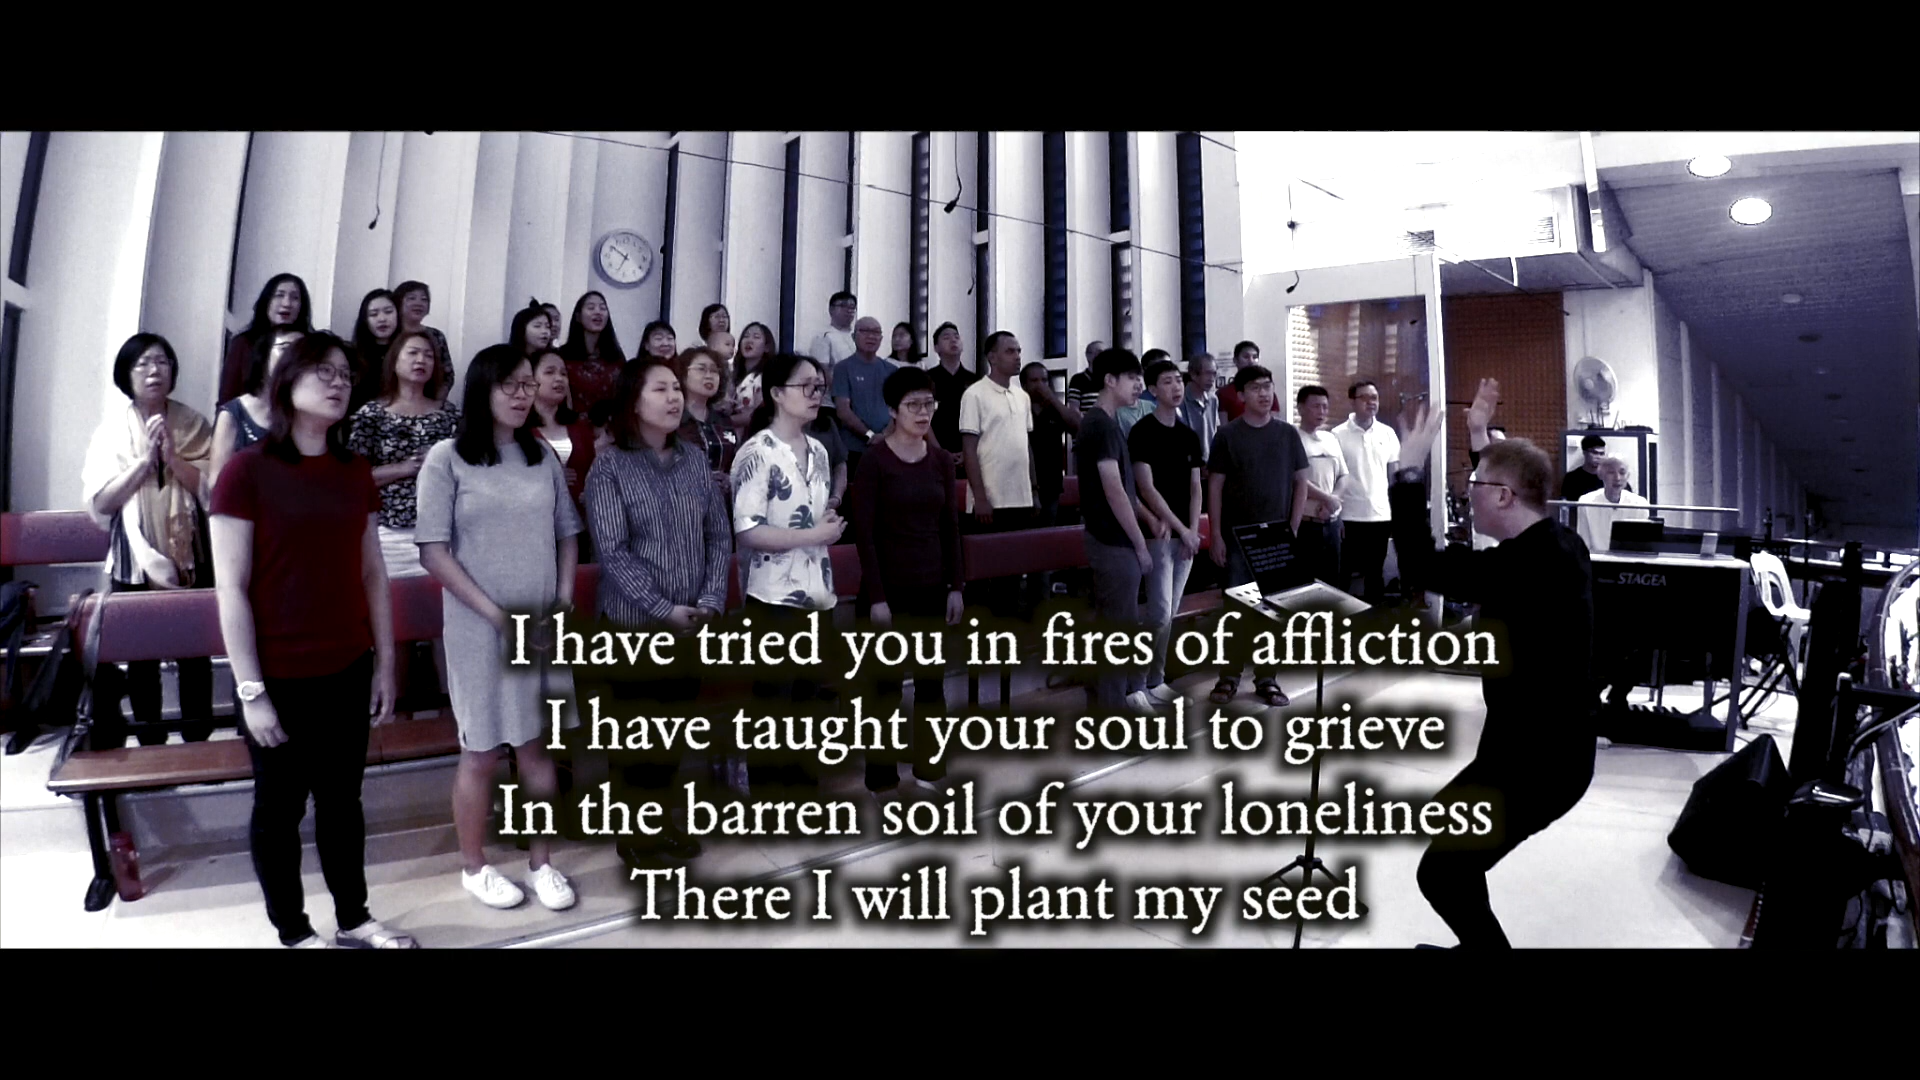 I have tried you in fires of affliction
I have taught your soul to grieve
In the barren soil of your loneliness
There I will plant my seed
STAGEA